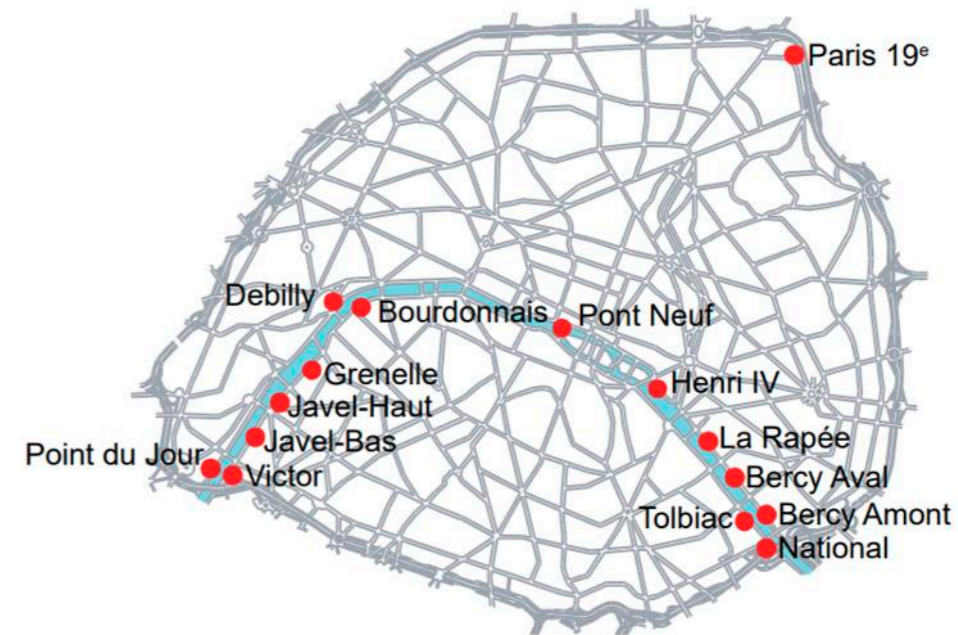 Paris 19ᵉ
Debilly
Bourdonnais
Pont Neuf
Grenelle
Henri IV
Javel-Haut
Javel-Bas
La Rapée
Point du Jour
Victor
Bercy Aval
Tolbiac
Bercy Amont
National